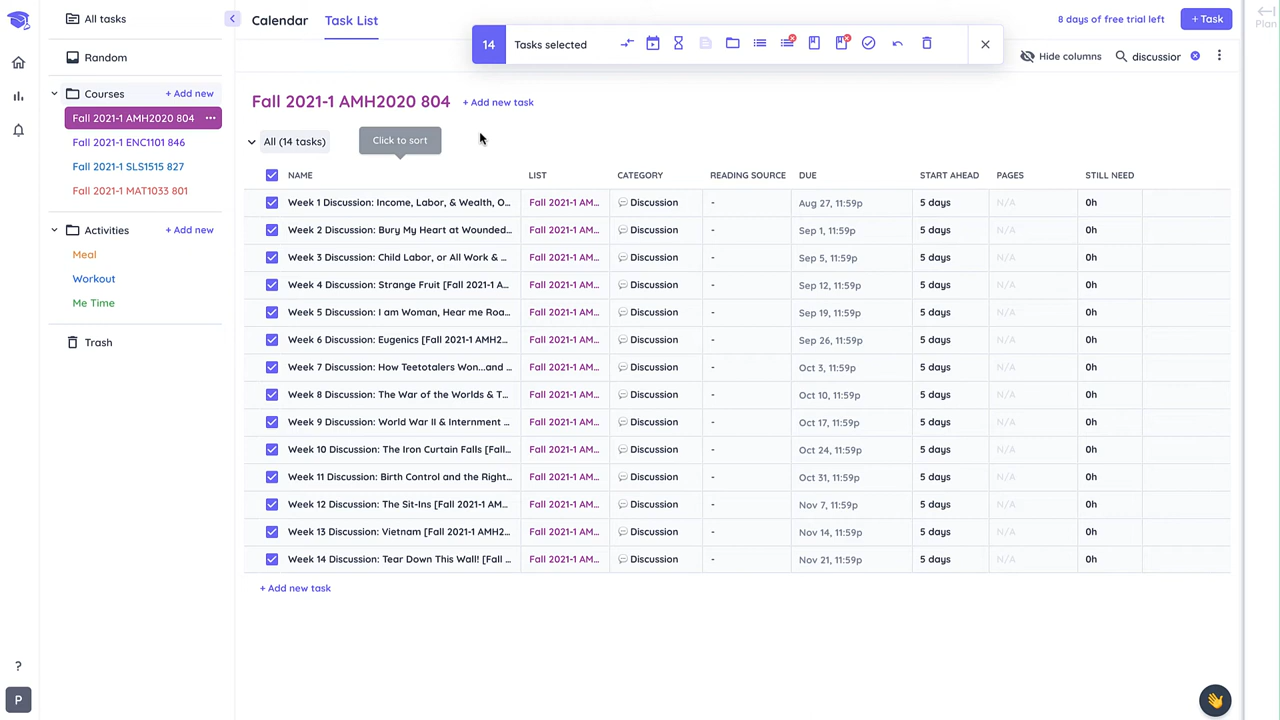 All tasks
Calendar
Task List
14 Tasks selected
8 days of free trial left
+ Task
Plan
Random
Hide columns
discussior
Courses
+ Add new
Fall 2021-1 AMH2020 804
Fall 2021-1 ENC1101 846
Fall 2021-1 SLS1515 827
Fall 2021-1 MAT1033 801
Activities
+ Add new
Meal
Workout
Me Time
Trash
?
P
Fall 2021-1 AMH2020 804
+ Add new task
All (14 tasks)
Click to sort
NAME LIST CATEGORY READING SOURCE DUE START AHEAD PAGES STILL NEED
Week 1 Discussion: Income, Labor, & Wealth, O... Fall 2021-1 AM... Discussion - Aug 27, 11:59p 5 days N/A 0h
Week 2 Discussion: Bury My Heart at Wounded... Fall 2021-1 AM... Discussion - Sep 1, 11:59p 5 days N/A 0h
Week 3 Discussion: Child Labor, or All Work & ... Fall 2021-1 AM... Discussion - Sep 5, 11:59p 5 days N/A 0h
Week 4 Discussion: Strange Fruit [Fall 2021-1 A... Fall 2021-1 AM... Discussion - Sep 12, 11:59p 5 days N/A 0h
Week 5 Discussion: I am Woman, Hear me Roa... Fall 2021-1 AM... Discussion - Sep 19, 11:59p 5 days N/A 0h
Week 6 Discussion: Eugenics [Fall 2021-1 AMH2... Fall 2021-1 AM... Discussion - Sep 26, 11:59p 5 days N/A 0h
Week 7 Discussion: How Teetotalers Won...and ... Fall 2021-1 AM... Discussion - Oct 3, 11:59p 5 days N/A 0h
Week 8 Discussion: The War of the Worlds & T... Fall 2021-1 AM... Discussion - Oct 10, 11:59p 5 days N/A 0h
Week 9 Discussion: World War II & Internment ... Fall 2021-1 AM... Discussion - Oct 17, 11:59p 5 days N/A 0h
Week 10 Discussion: The Iron Curtain Falls [Fall... Fall 2021-1 AM... Discussion - Oct 24, 11:59p 5 days N/A 0h
Week 11 Discussion: Birth Control and the Right... Fall 2021-1 AM... Discussion - Oct 31, 11:59p 5 days N/A 0h
Week 12 Discussion: The Sit-Ins [Fall 2021-1 AM... Fall 2021-1 AM... Discussion - Nov 7, 11:59p 5 days N/A 0h
Week 13 Discussion: Vietnam [Fall 2021-1 AMH2... Fall 2021-1 AM... Discussion - Nov 14, 11:59p 5 days N/A 0h
Week 14 Discussion: Tear Down This Wall! [Fall ... Fall 2021-1 AM... Discussion - Nov 21, 11:59p 5 days N/A 0h
+ Add new task